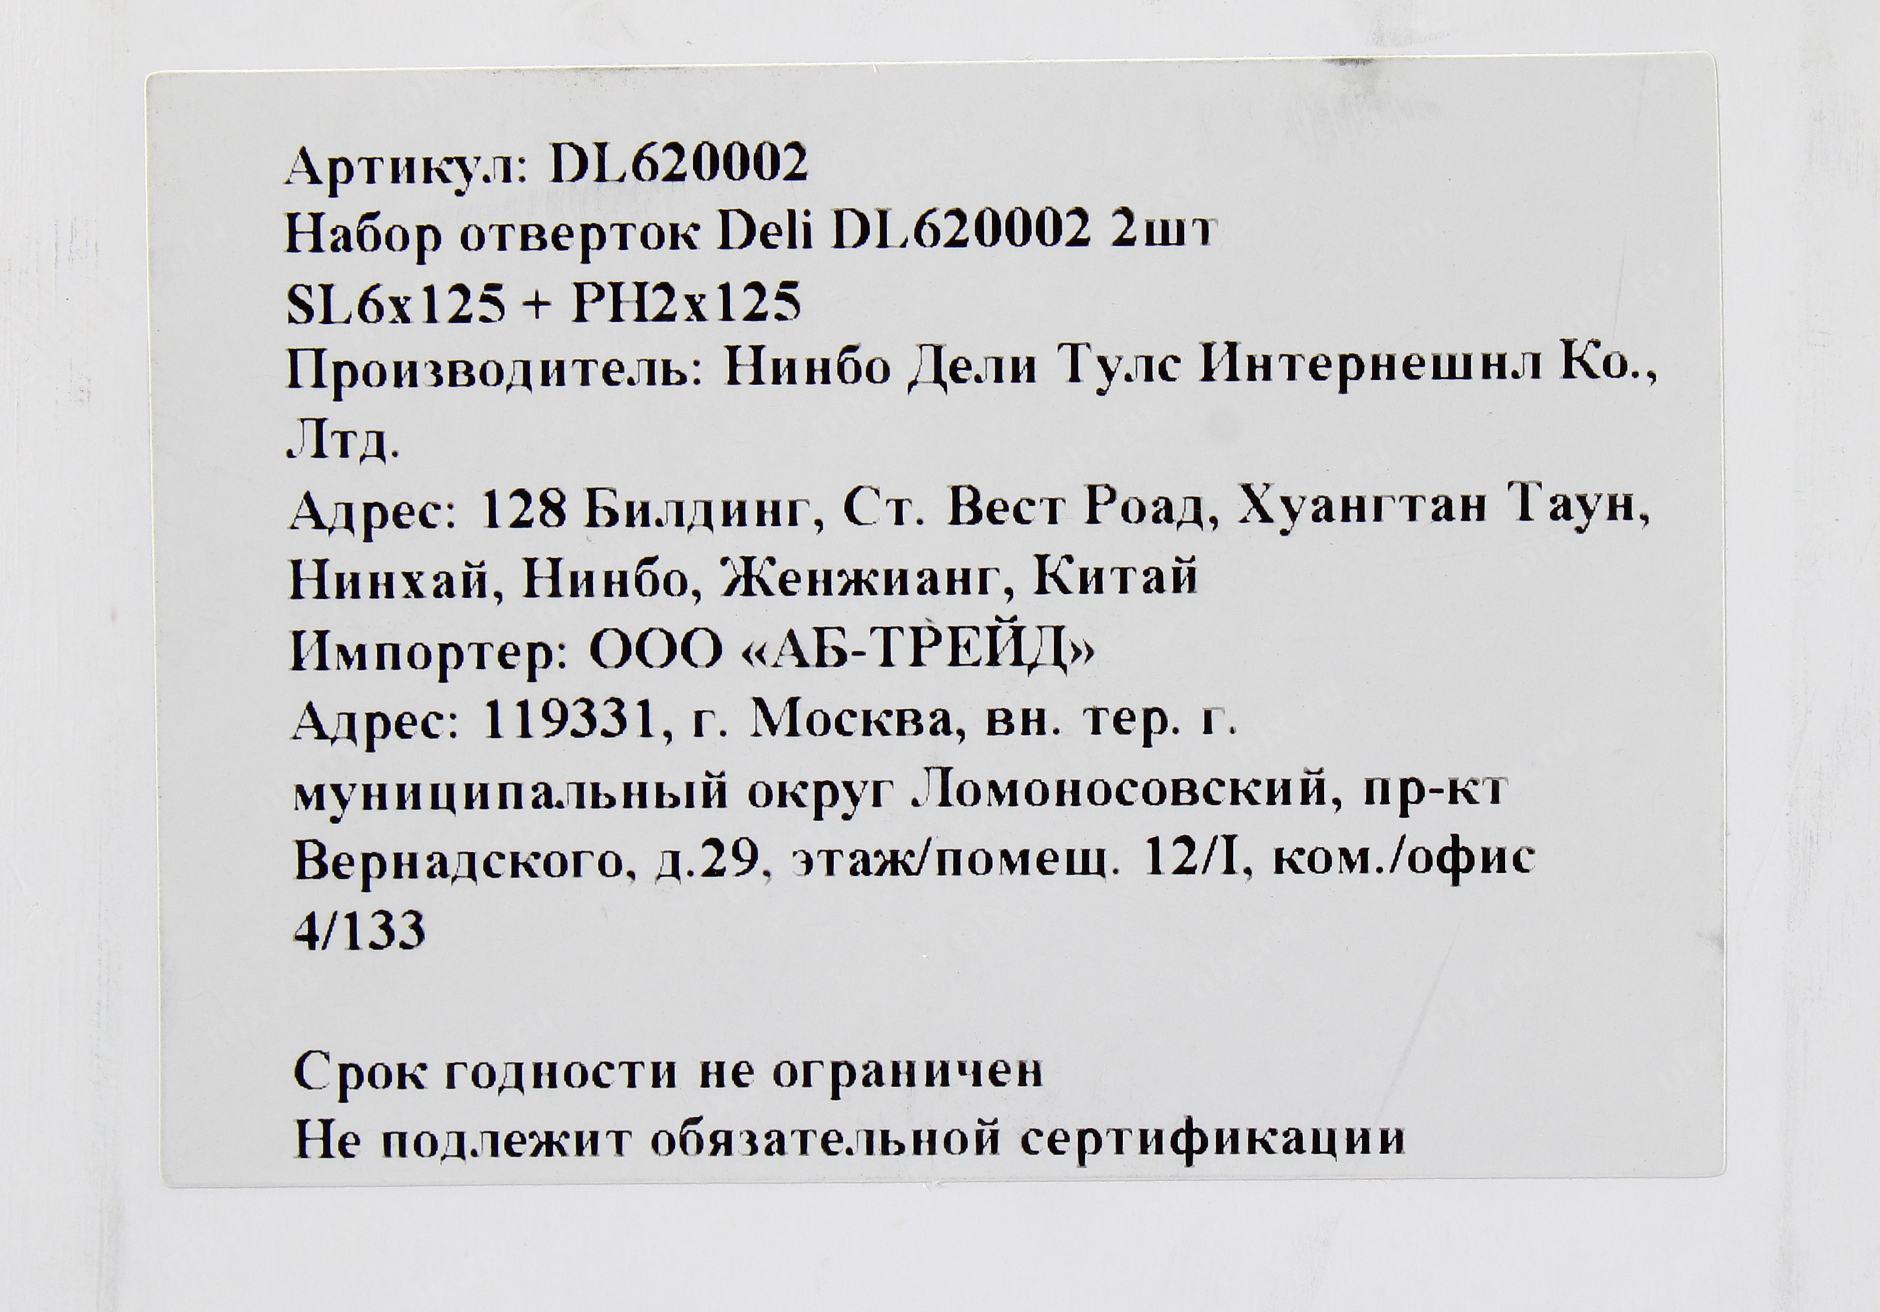 Артикул: DL620002
Набор отверток Deli DL620002 2шт
SL6x125 + PH2x125
Производитель: Нинбо Дели Тулс Интернешнл Ко.,
Лтд.
Адрес: 128 Билдинг, Ст. Вест Роад, Хуангтан Таун,
Нинхай, Нинбо, Женжианг, Китай
Импортер: ООО «АБ-ТРЕЙД»
Адрес: 119331, г. Москва, вн. тер. г.
муниципальный округ Ломоносовский, пр-кт
Вернадского, д.29, этаж/помещ. 12/I, ком./офис
4/133
Срок годности не ограничен
Не подлежит обязательной сертификации